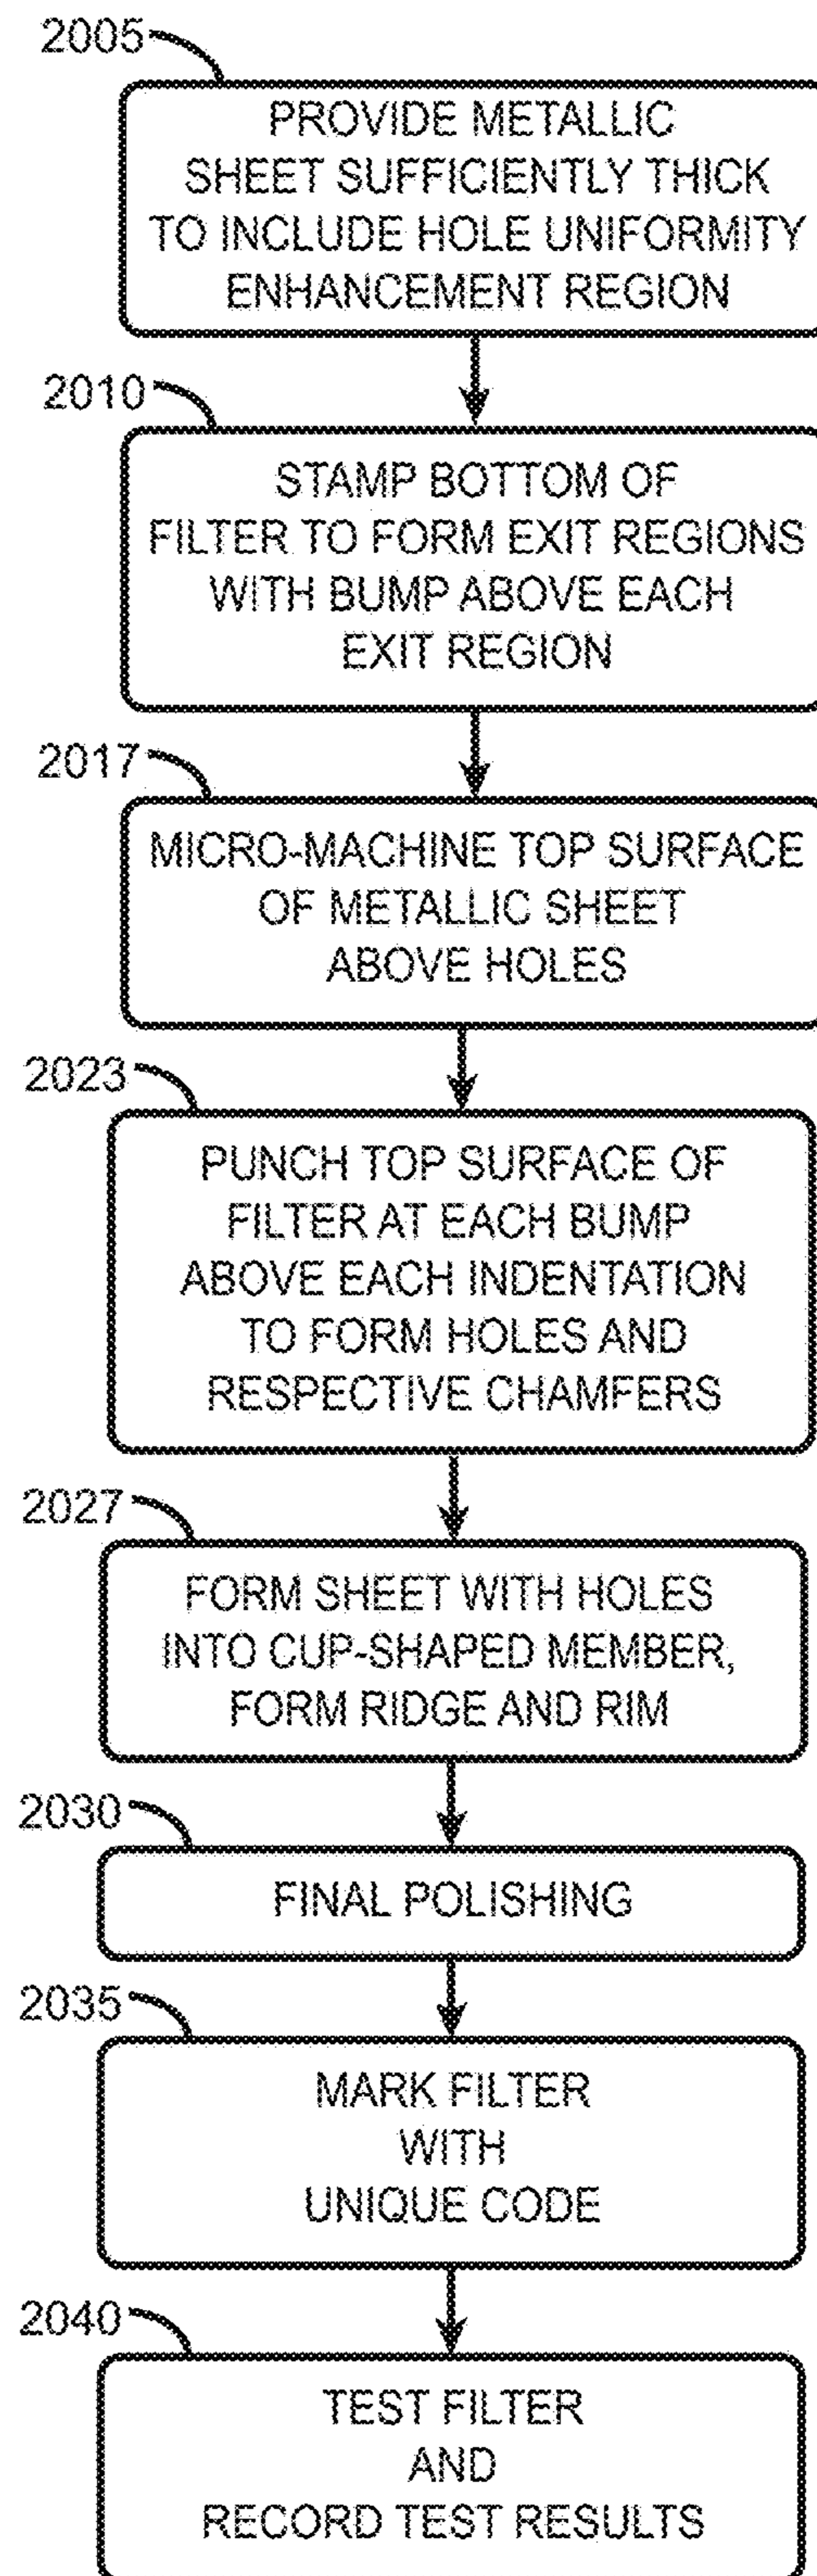 2005
PROVIDE METALLIC
SHEET SUFFICIENTLY THICK
TO INCLUDE HOLE UNIFORMITY
ENHANCEMENT REGION
2010
STAMP BOTTOM OF
FILTER TO FORM EXIT REGIONS
WITH BUMP ABOVE EACH
EXIT REGION
2017
MICRO-MACHINE TOP SURFACE
OF METALLIC SHEET
ABOVE HOLES
2023
PUNCH TOP SURFACE OF
FILTER AT EACH BUMP
ABOVE EACH INDENTATION
TO FORM HOLES AND
RESPECTIVE CHAMFERS
2027
FORM SHEET WITH HOLES
INTO CUP-SHAPED MEMBER,
FORM RIDGE AND RIM
2030
FINAL POLISHING
2035
MARK FILTER
WITH
UNIQUE CODE
2040
TEST FILTER
AND
RECORD TEST RESULTS